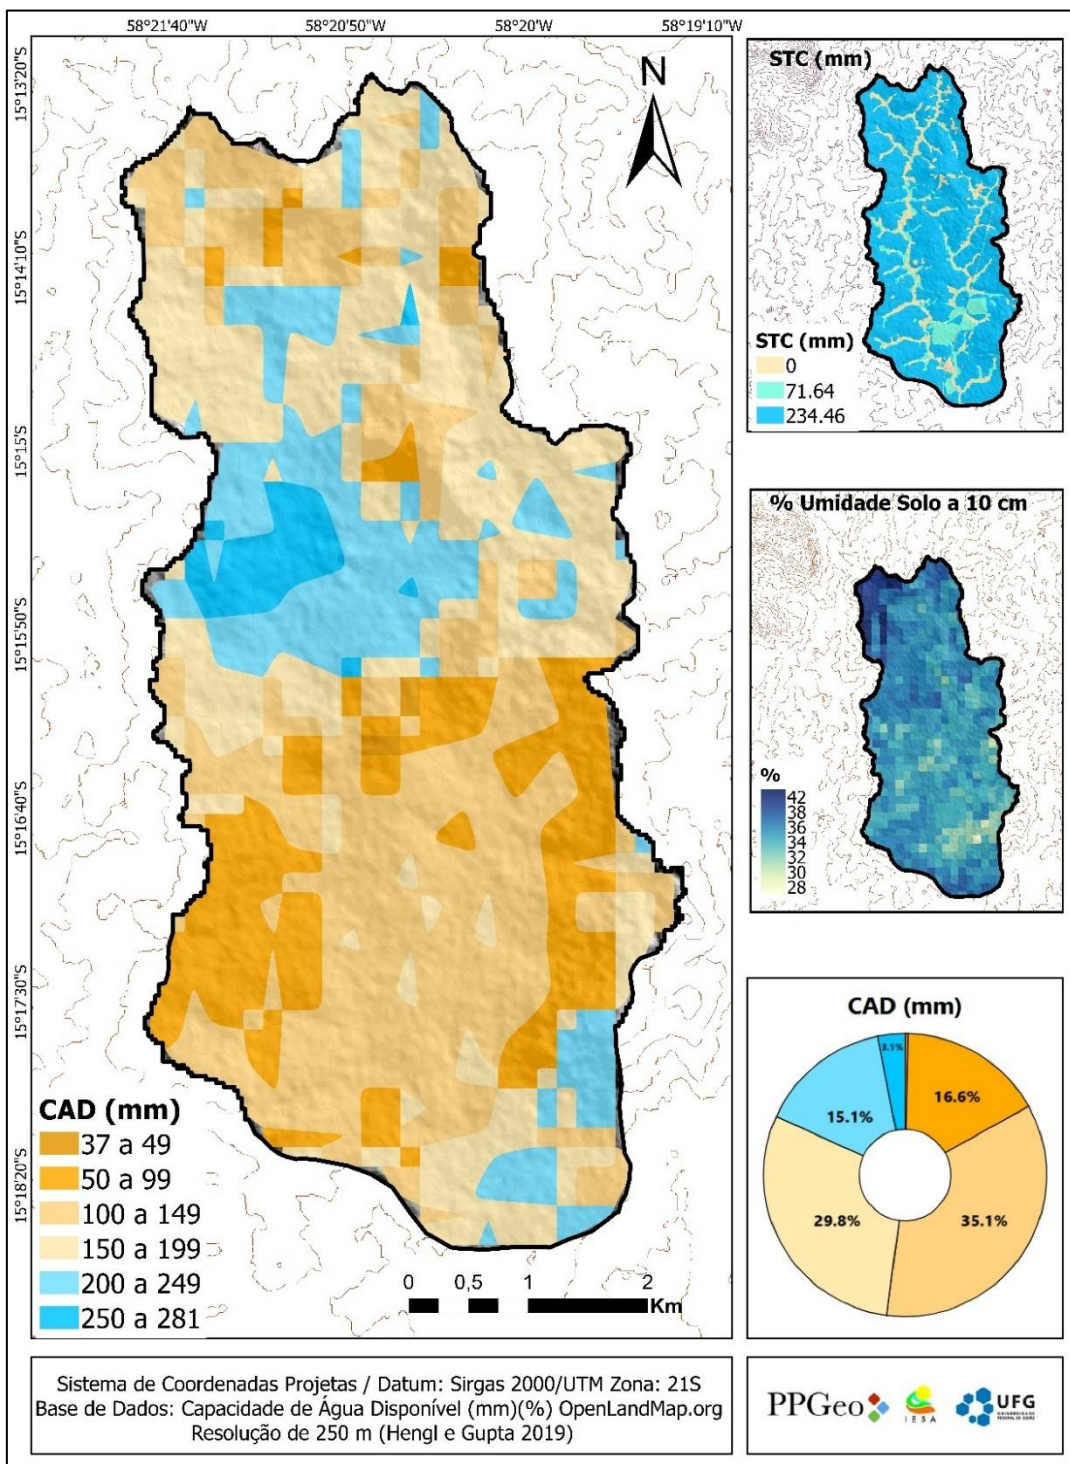 58°21'40"W
58°20'50"W
58°20'W
58°19'10"W
15°13'20"S
15°14'10"S
15°15'S
15°15'50"S
15°16'40"S
15°17'30"S
15°18'20"S
N
CAD (mm)
37 a 49
50 a 99
100 a 149
150 a 199
200 a 249
250 a 281
0 0,5 1 2
Km
STC (mm)
STC (mm)
0
71.64
234.46
% Umidade Solo a 10 cm
%
42
38
36
34
32
30
28
CAD (mm)
3.1%
16.6%
15.1%
29.8%
35.1%
Sistema de Coordenadas Projetas / Datum: Sirgas 2000/UTM Zona: 21S
Base de Dados: Capacidade de Água Disponível (mm)(%) OpenLandMap.org
Resolução de 250 m (Hengl e Gupta 2019)
PPGeo
IESA
UFG
UNIVERSIDADE
FEDERAL DE GOIÁS